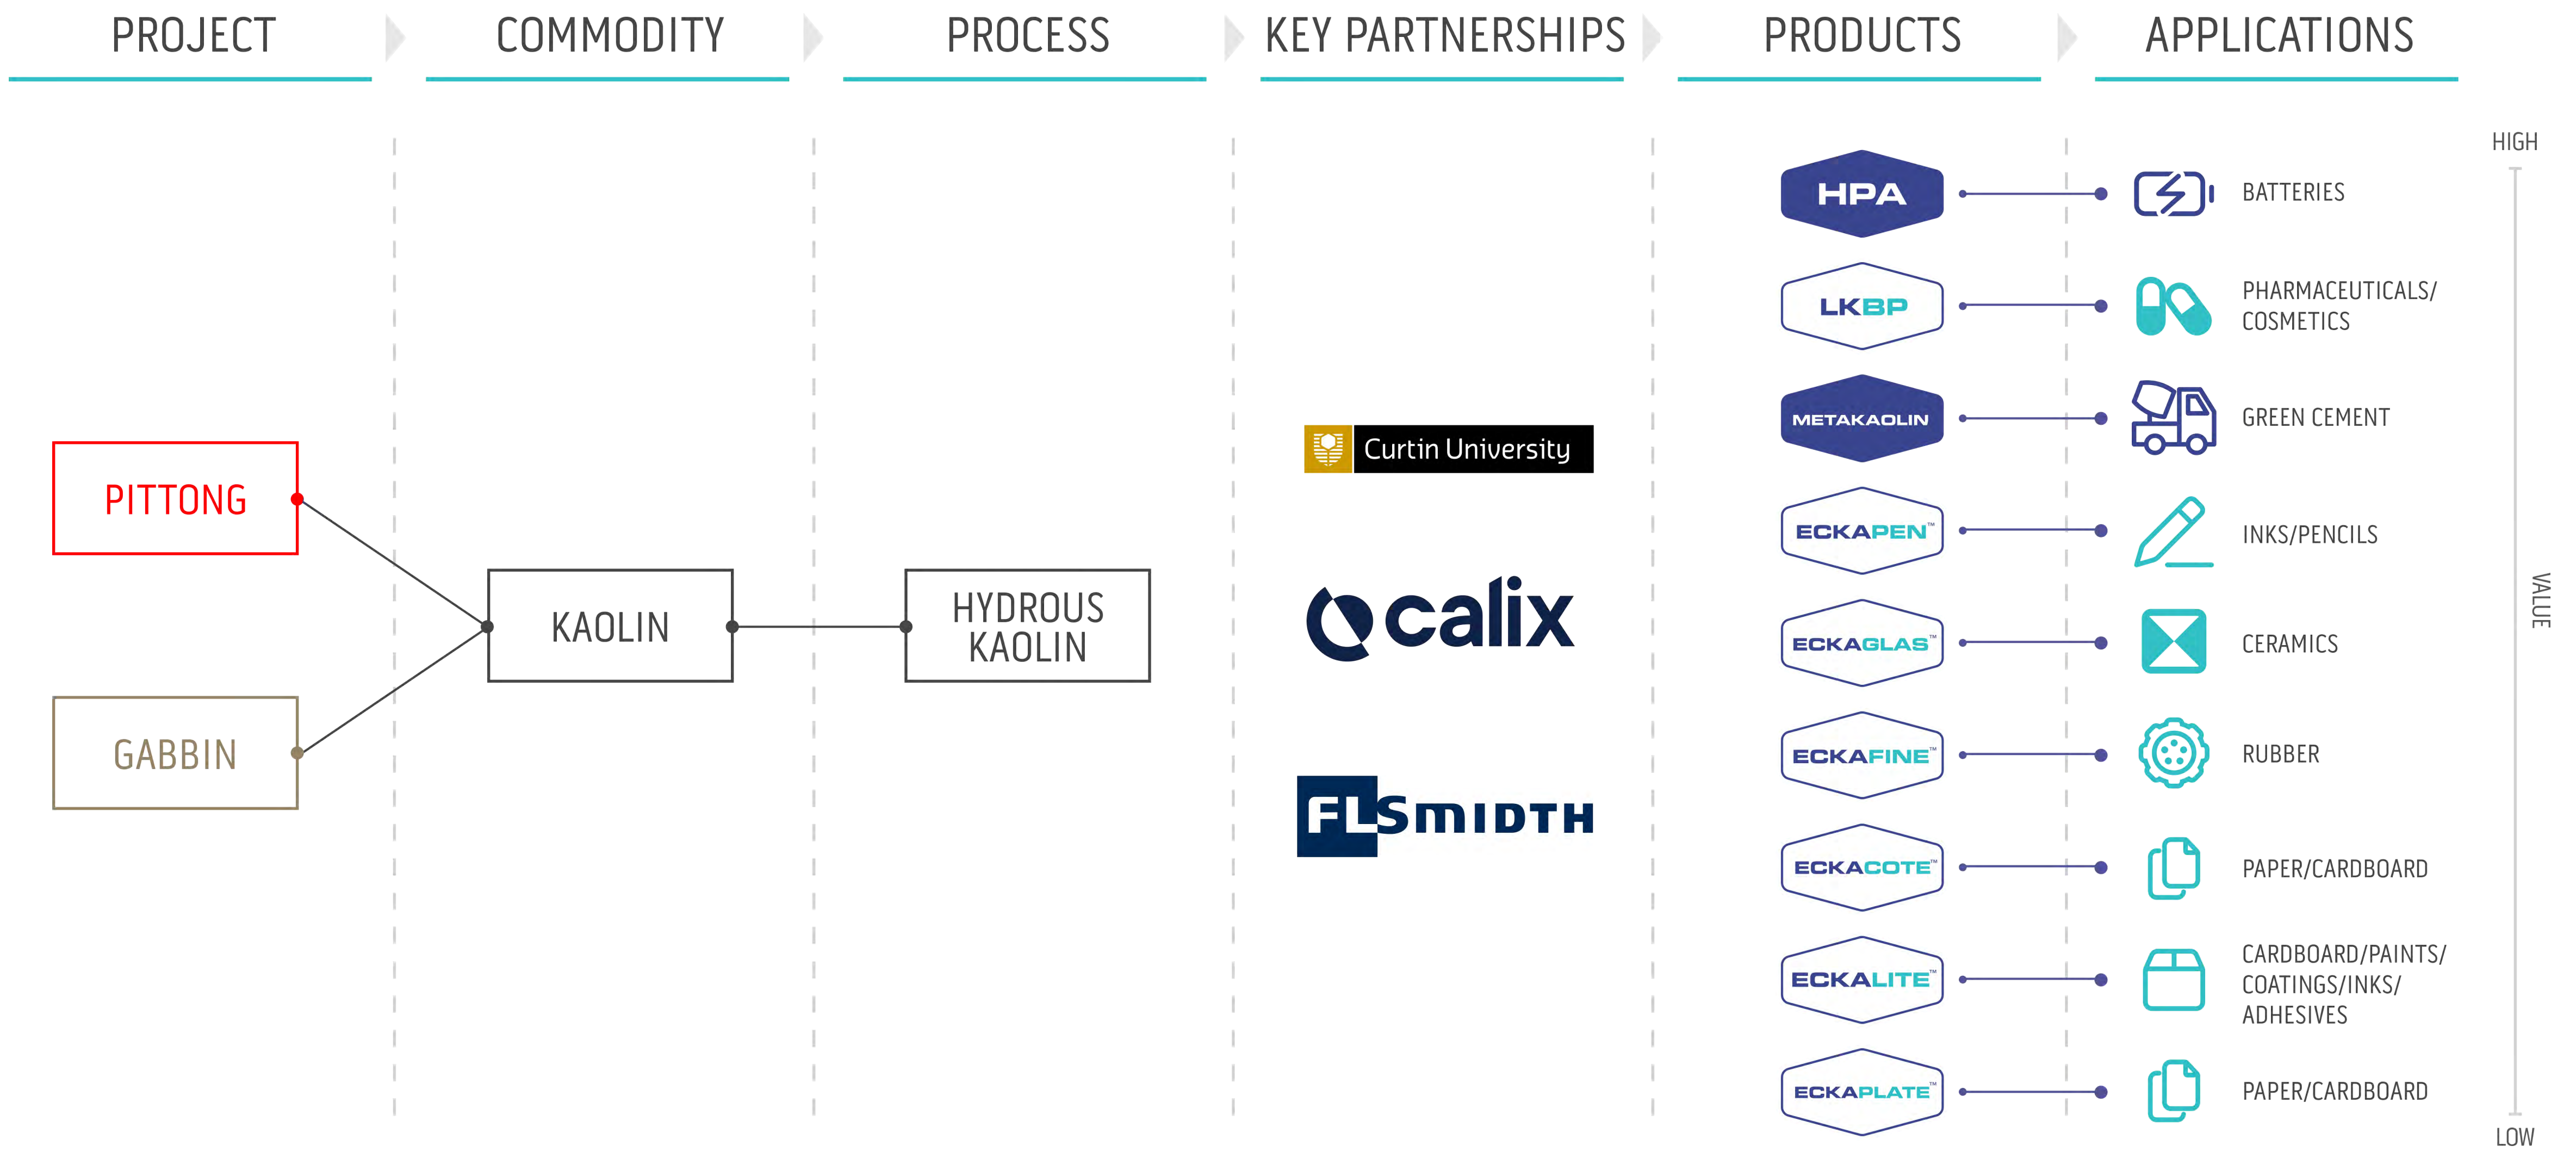 PROJECT
COMMODITY
PROCESS
KEY PARTNERSHIPS
PRODUCTS
APPLICATIONS
PITTONG
GABBIN
KAOLIN
HYDROUS
KAOLIN
Curtin University
calix
FLSMIDTH
HPA
BATTERIES
LKBP
PHARMACEUTICALS/
COSMETICS
METAKAOLIN
GREEN CEMENT
ECKAPEN™
INKS/PENCILS
ECKAGLAS™
CERAMICS
ECKAFINE™
RUBBER
ECKACOTE™
PAPER/CARDBOARD
ECKALITE™
CARDBOARD/PAINTS/
COATINGS/INKS/
ADHESIVES
ECKAPLATE™
PAPER/CARDBOARD
HIGH
VALUE
LOW